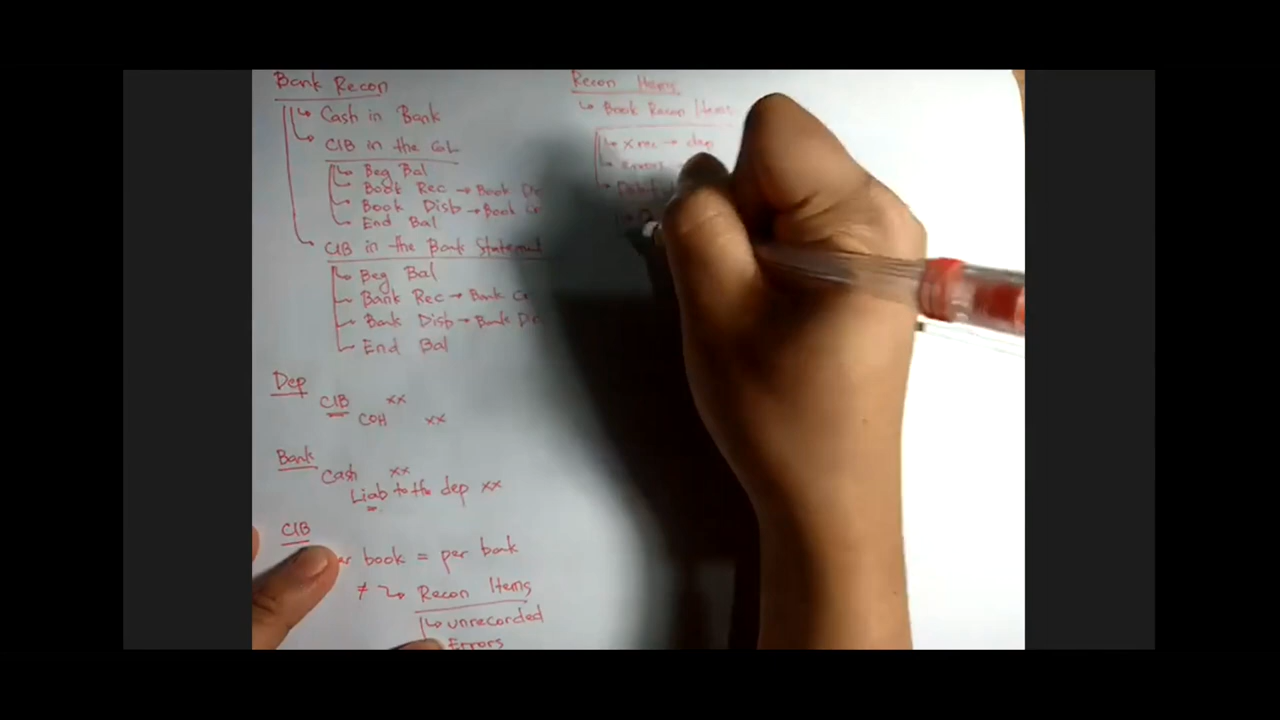 Bank Recon
↳ Cash in Bank
↳ CIB in the GL
↳ Beg Bal
Book Rec → Book Dr
Book Disb → Book Cr
End Bal
↳ CIB in the Bank Statement
↳ Beg Bal
Bank Rec → Bank Cr
Bank Disb → Bank Dr
End Bal
Dep
CIB xx
COH xx
Bank
Cash xx
Liab to the dep xx
CIB
book = per bank
≠ ↳ Recon Items
↳ unrecorded
Errors
Recon Items
↳ Book Recon Items
↳ X rec → dep
Errors